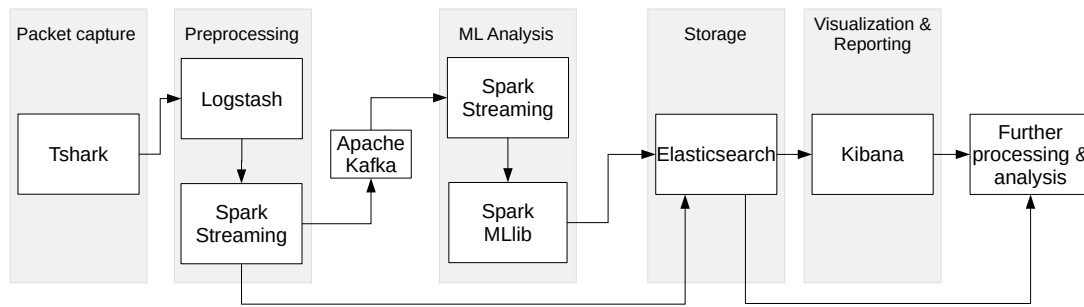 Packet capture
Preprocessing
ML Analysis
Storage
Visualization &
Reporting
Tshark
Logstash
Spark
Streaming
Apache
Kafka
Spark
Streaming
Spark
MLlib
Elasticsearch
Kibana
Further
processing &
analysis